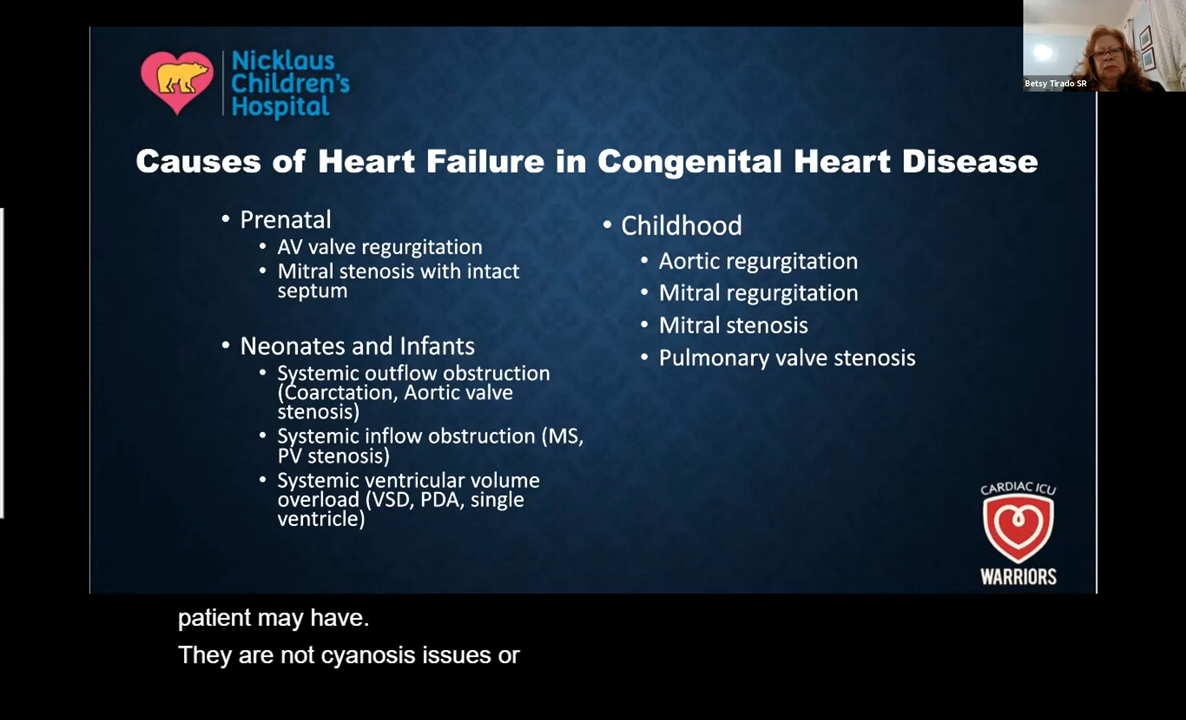 Nicklaus
Children's
Hospital
Betsy Tirado SR
Causes of Heart Failure in Congenital Heart Disease
• Prenatal
• AV valve regurgitation
• Mitral stenosis with intact
septum
• Neonates and Infants
• Systemic outflow obstruction
(Coarctation, Aortic valve
stenosis)
• Systemic inflow obstruction (MS,
PV stenosis)
• Systemic ventricular volume
overload (VSD, PDA, single
ventricle)
• Childhood
• Aortic regurgitation
• Mitral regurgitation
• Mitral stenosis
• Pulmonary valve stenosis
CARDIAC ICU
WARRIORS
patient may have.
They are not cyanosis issues or